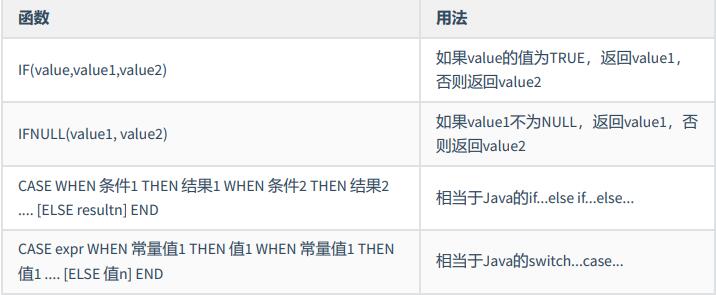 函数
用法
IF(value,value1,value2)
如果value的值为TRUE，返回value1，
否则返回value2
IFNULL(value1, value2)
如果value1不为NULL，返回value1，否
则返回value2
CASE WHEN 条件1 THEN 结果1 WHEN 条件2 THEN 结果2
.... [ELSE resultn] END
相当于Java的if...else if...else...
CASE expr WHEN 常量值1 THEN 值1 WHEN 常量值1 THEN
值1 .... [ELSE 值n] END
相当于Java的switch...case...